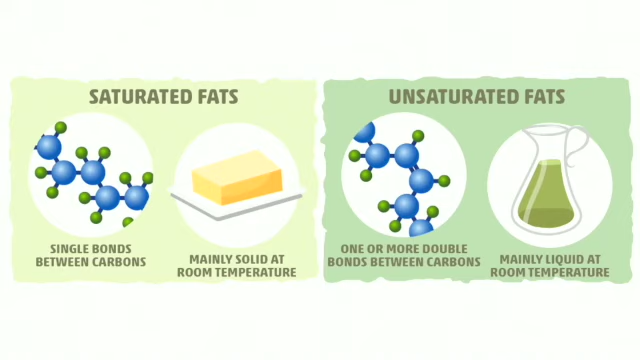 SATURATED FATS
SINGLE BONDS
BETWEEN CARBONS
MAINLY SOLID AT
ROOM TEMPERATURE
UNSATURATED FATS
ONE OR MORE DOUBLE
BONDS BETWEEN CARBONS
MAINLY LIQUID AT
ROOM TEMPERATURE